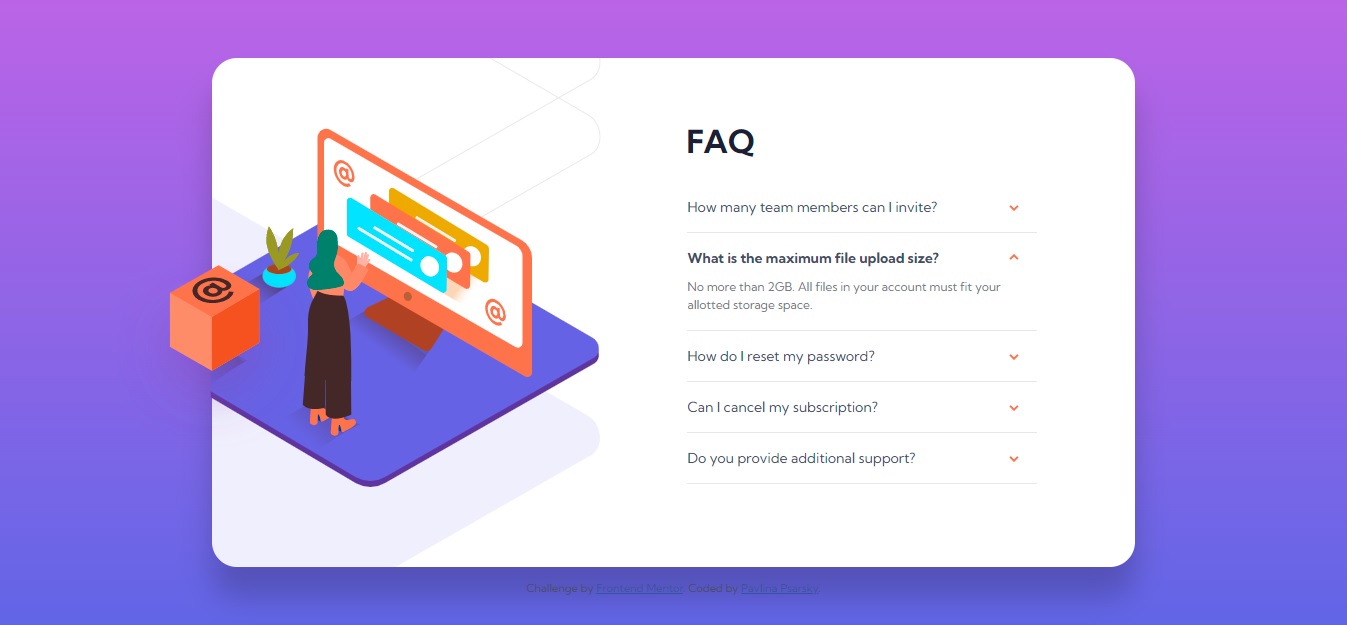 FAQ
How many team members can I invite?
What is the maximum file upload size?
No more than 2GB. All files in your account must fit your
allotted storage space.
How do I reset my password?
Can I cancel my subscription?
Do you provide additional support?
Challenge by Frontend Mentor. Coded by Pavlina Psarsky.